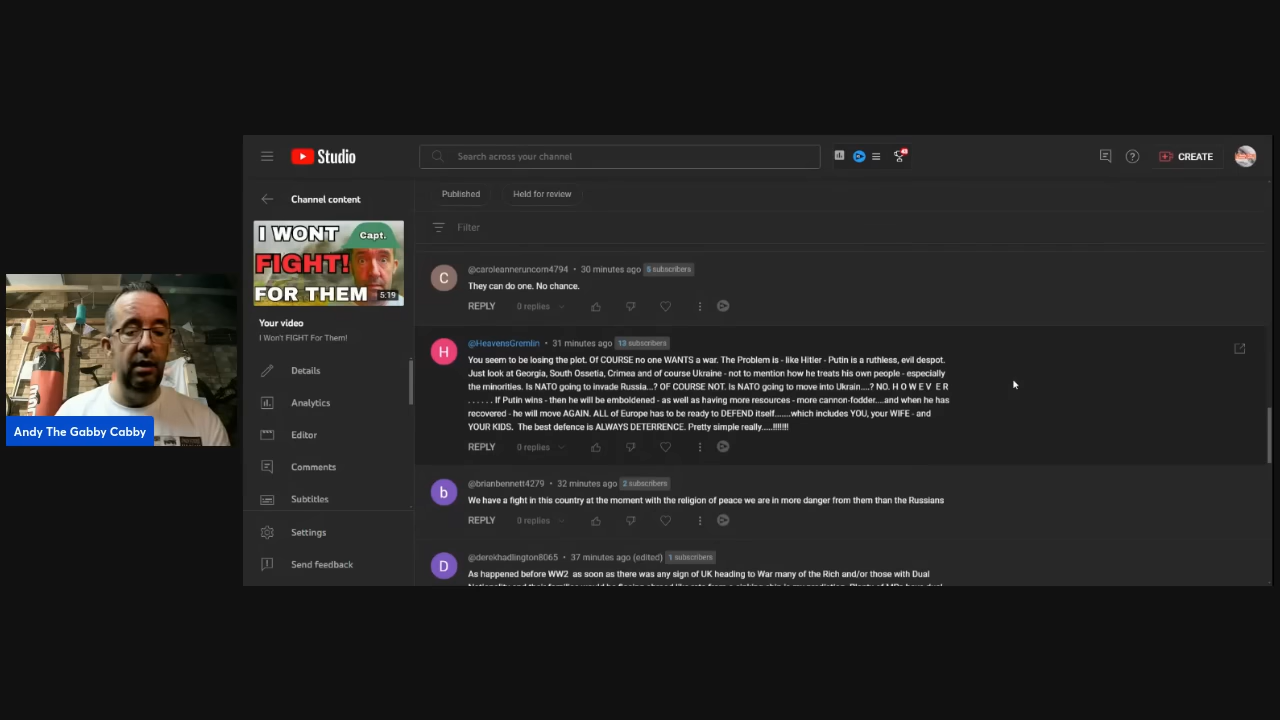 Studio
Search across your channel
CREATE
Channel content
Published
Held for review
Filter
I WONT
FIGHT!
FOR THEM
Capt.
5:19
Your video
I Won't FIGHT For Them!
Details
Analytics
Editor
Comments
Subtitles
Settings
Send feedback
C
@caroleanneruncorn4794 • 30 minutes ago 5 subscribers
They can do one. No chance.
REPLY 0 replies
H
@HeavensGremlin • 31 minutes ago 13 subscribers
You seem to be losing the plot. Of COURSE no one WANTS a war. The Problem is - like Hitler - Putin is a ruthless, evil despot.
Just look at Georgia, South Ossetia, Crimea and of course Ukraine - not to mention how he treats his own people - especially
the minorities. Is NATO going to invade Russia...? OF COURSE NOT. Is NATO going to move into Ukrain....? NO. H O W E V E R
. . . . . . If Putin wins - then he will be emboldened - as well as having more resources - more cannon-fodder....and when he has
recovered - he will move AGAIN. ALL of Europe has to be ready to DEFEND itself.......which includes YOU, your WIFE - and
YOUR KIDS. The best defence is ALWAYS DETERRENCE. Pretty simple really.....!!!!!!!
REPLY 0 replies
b
@brianbennett4279 • 32 minutes ago 2 subscribers
We have a fight in this country at the moment with the religion of peace we are in more danger from them than the Russians
REPLY 0 replies
D
@derekhadlington8065 • 37 minutes ago (edited) 1 subscribers
As happened before WW2 as soon as there was any sign of UK heading to War many of the Rich and/or those with Dual
Andy The Gabby Cabby